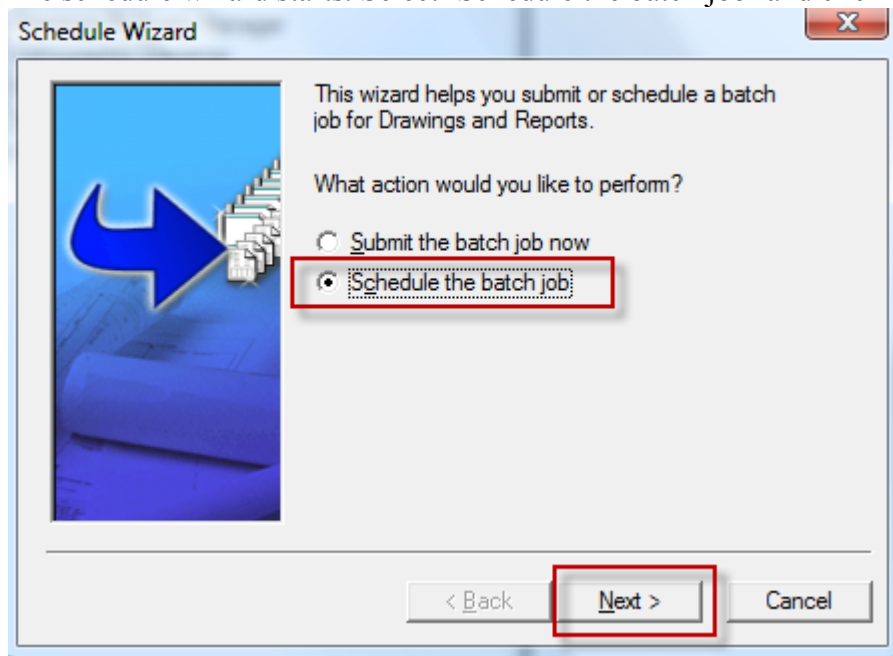 Schedule Wizard
This wizard helps you submit or schedule a batch
job for Drawings and Reports.
What action would you like to perform?
Submit the batch job now
Schedule the batch job
< Back
Next >
Cancel